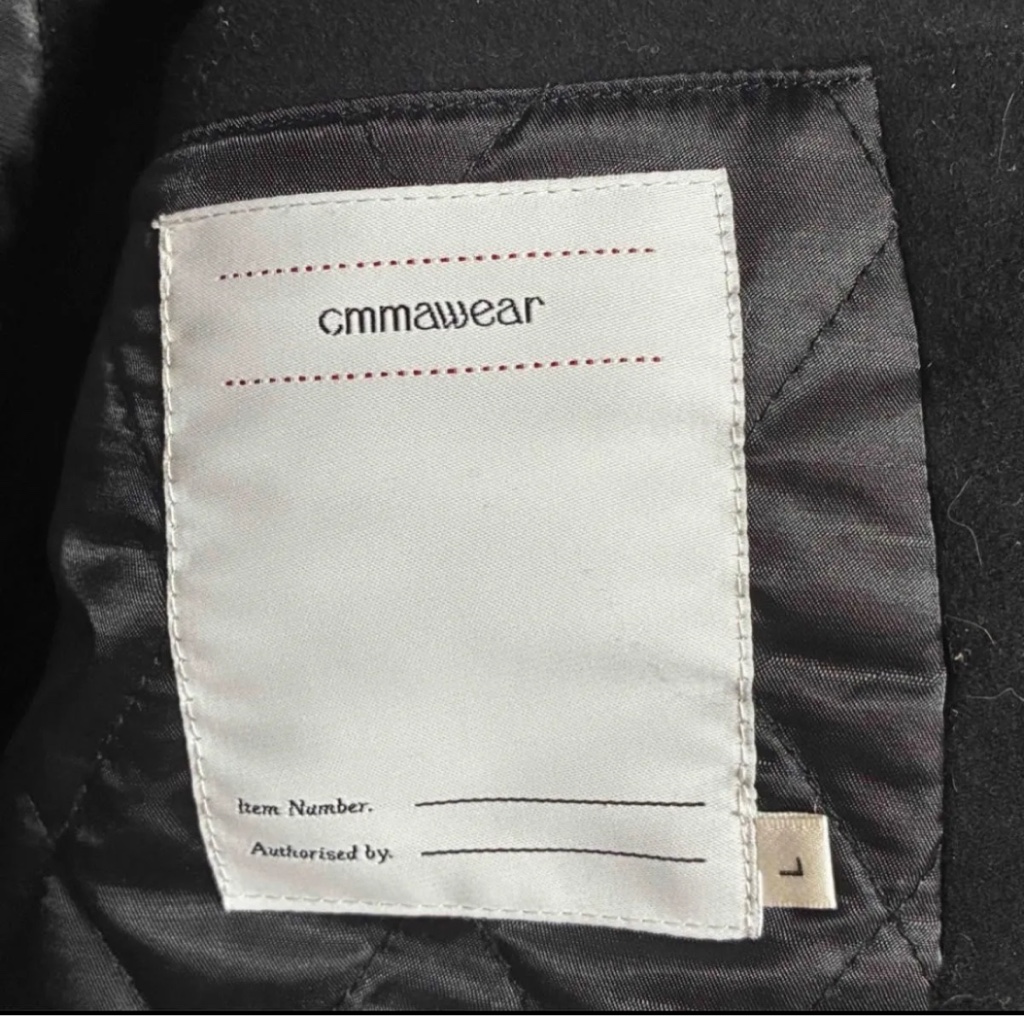 cmmawear
Item Number.
Authorised by.
L